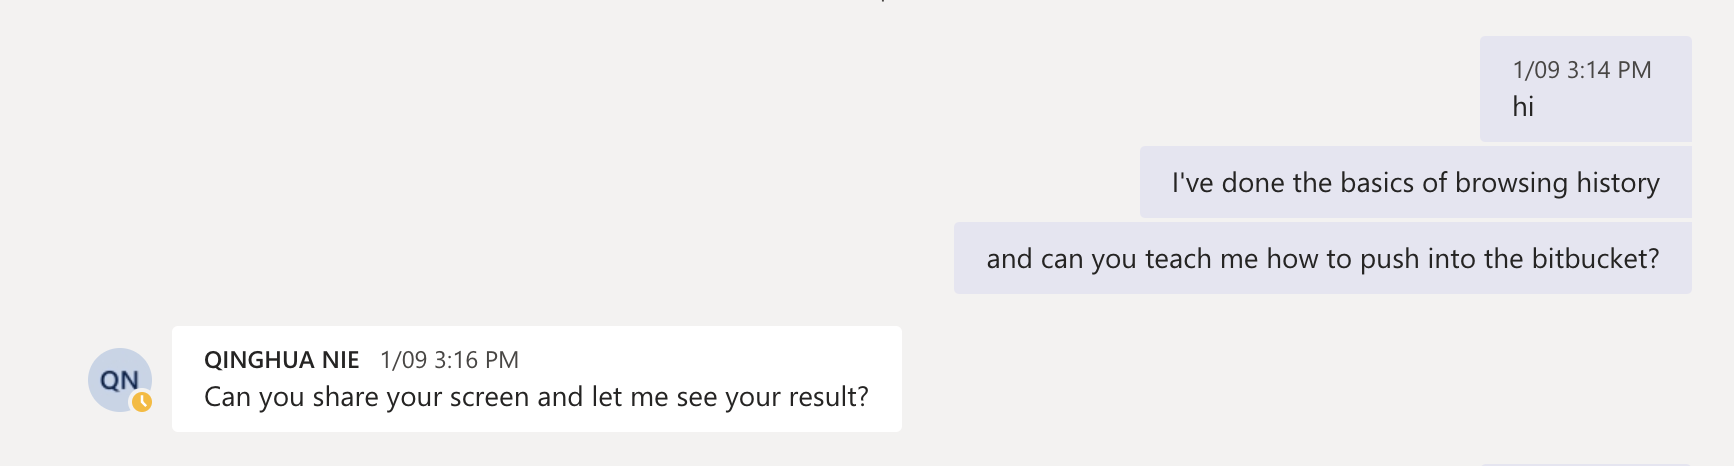 1/09 3:14 PM
hi
I've done the basics of browsing history
and can you teach me how to push into the bitbucket?
QN
QINGHUA NIE 1/09 3:16 PM
Can you share your screen and let me see your result?